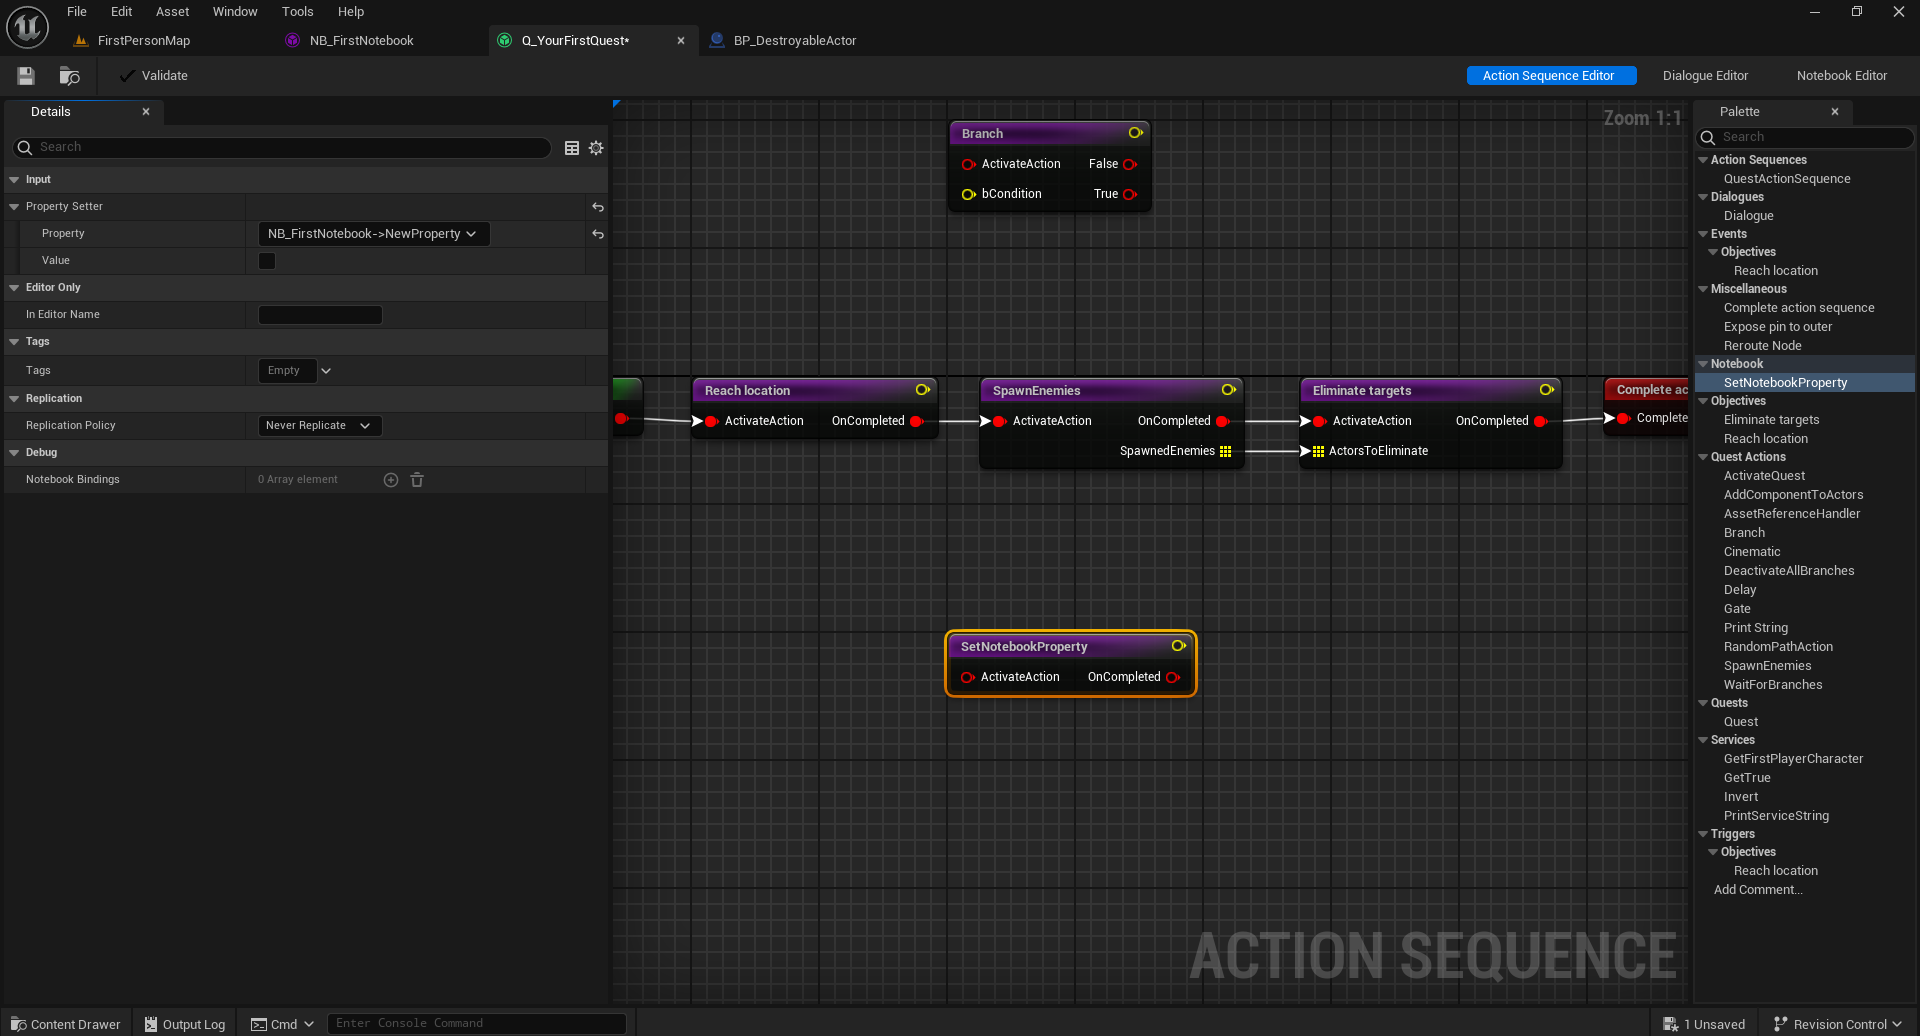 File Edit Asset Window Tools Help
FirstPersonMap NB_FirstNotebook Q_YourFirstQuest* BP_DestroyableActor
Validate Action Sequence Editor Dialogue Editor Notebook Editor
Details
Search
Input
Property Setter
Property NB_FirstNotebook->NewProperty
Value
Editor Only
In Editor Name
Tags
Tags Empty
Replication
Replication Policy Never Replicate
Debug
Notebook Bindings 0 Array element
Zoom 1:1
Branch
ActivateAction False
bCondition True
Reach location
ActivateAction OnCompleted
SpawnEnemies
ActivateAction OnCompleted
SpawnedEnemies
Eliminate targets
ActivateAction OnCompleted
ActorsToEliminate
Complete ac
Complete
SetNotebookProperty
ActivateAction OnCompleted
ACTION SEQUENCE
Palette
Search
Action Sequences
QuestActionSequence
Dialogues
Dialogue
Events
Objectives
Reach location
Miscellaneous
Complete action sequence
Expose pin to outer
Reroute Node
Notebook
SetNotebookProperty
Objectives
Eliminate targets
Reach location
Quest Actions
ActivateQuest
AddComponentToActors
AssetReferenceHandler
Branch
Cinematic
DeactivateAllBranches
Delay
Gate
Print String
RandomPathAction
SpawnEnemies
WaitForBranches
Quests
Quest
Services
GetFirstPlayerCharacter
GetTrue
Invert
PrintServiceString
Triggers
Objectives
Reach location
Add Comment...
Content Drawer Output Log Cmd Enter Console Command 1 Unsaved Revision Control